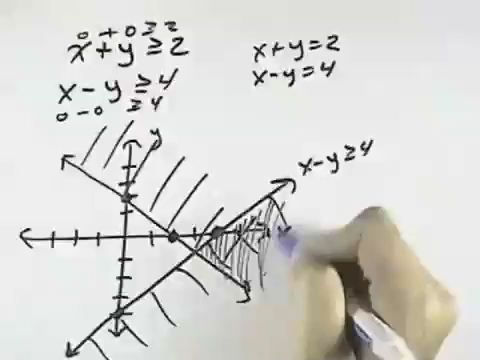 0 + 0 ≥ 2
x + y ≥ 2
x + y = 2
x - y ≥ 4
x - y = 4
0 - 0 ≥ 4
y
x - y ≥ 4
x